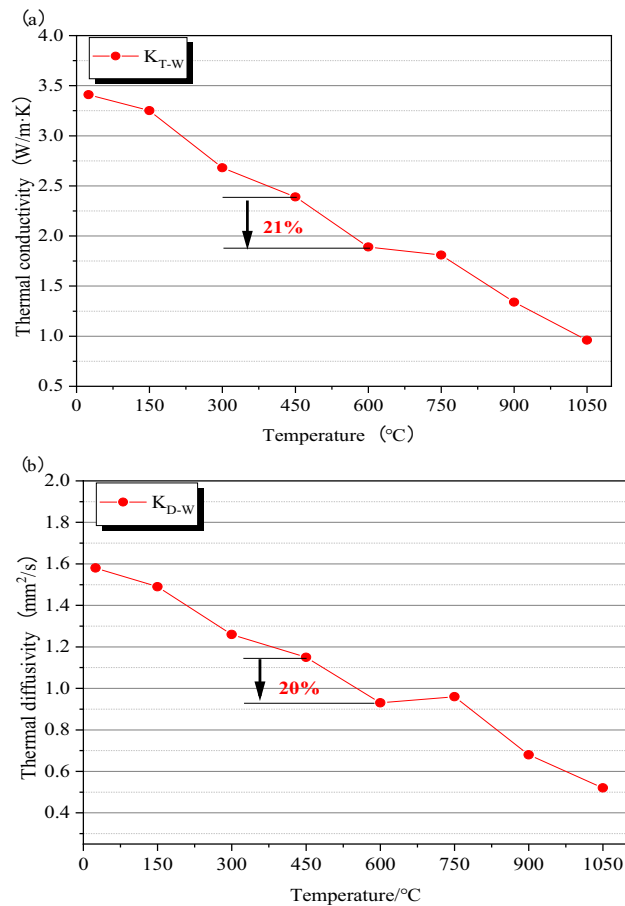 (a)
K_{T-W}
4.0
3.5
3.0
2.5
2.0
1.5
1.0
0.5
Thermal conductivity（W/m·K）
21%
0 150 300 450 600 750 900 1050
Temperature（°C）
(b)
K_{D-W}
2.0
1.8
1.6
1.4
1.2
1.0
0.8
0.6
0.4
Thermal diffusivity（mm²/s）
20%
0 150 300 450 600 750 900 1050
Temperature/°C